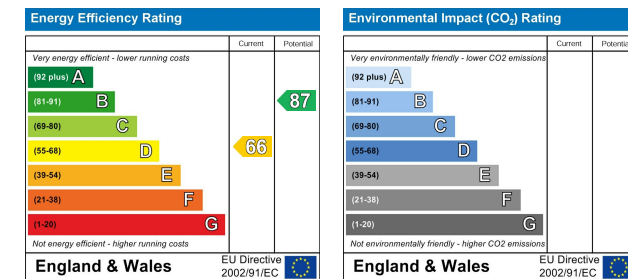 Energy Efficiency Rating
Current Potential
Very energy efficient - lower running costs
(92 plus) A
(81-91) B
87
(69-80) C
(55-68) D
66
(39-54) E
(21-38) F
(1-20) G
Not energy efficient - higher running costs
England & Wales
EU Directive
2002/91/EC
Environmental Impact (CO₂) Rating
Current Potential
Very environmentally friendly - lower CO2 emissions
(92 plus) A
(81-91) B
(69-80) C
(55-68) D
(39-54) E
(21-38) F
(1-20) G
Not environmentally friendly - higher CO2 emissions
England & Wales
EU Directive
2002/91/EC